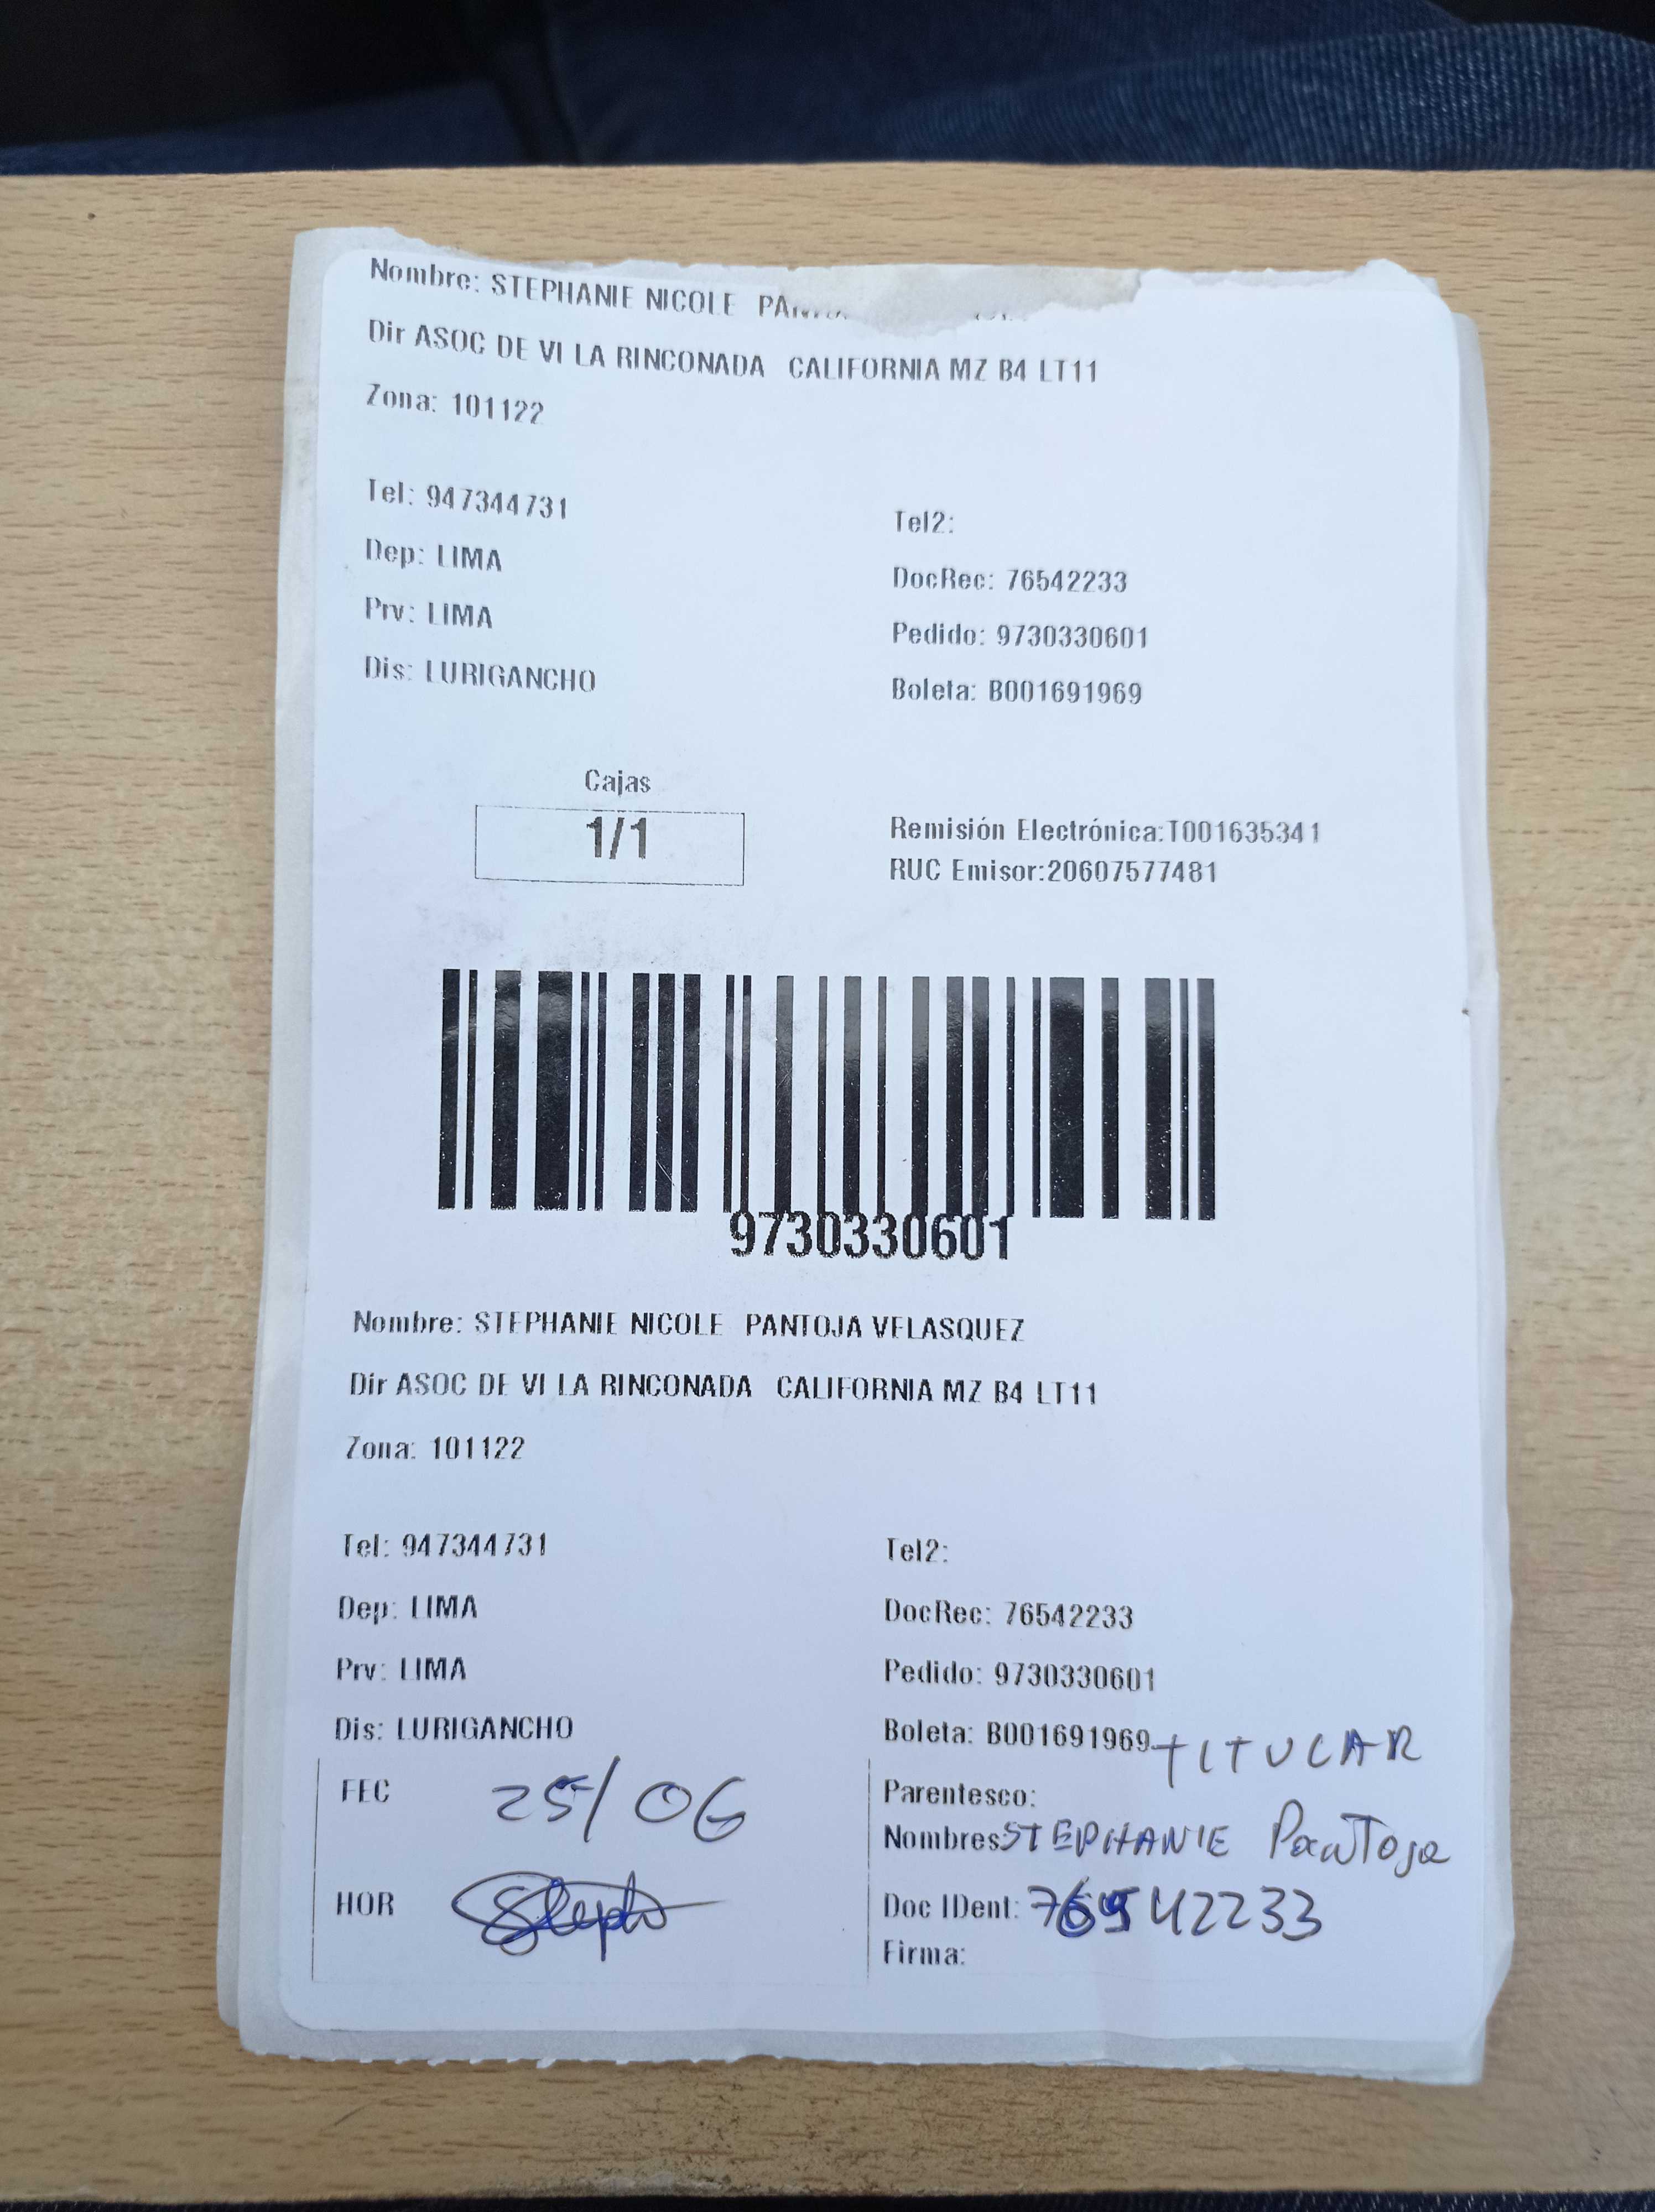 Nombre: STEPHANIE NICOLE
Dir ASOC DE VI LA RINCONADA CALIFORNIA MZ B4 LT11
Zona: 101122
Tel: 947344731
Tel2:
Dep: LIMA
DocRec: 76542233
Prv: LIMA
Pedido: 9730330601
Dis: LURIGANCHO
Boleta: B001691969
Cajas
1/1
Remisión Electrónica:T001635341
RUC Emisor:20607577481
9730330601
Nombre: STEPHANIE NICOLE PANTOJA VELASQUEZ
Dir ASOC DE VI LA RINCONADA CALIFORNIA MZ B4 LT11
Zona: 101122
Tel: 947344731
Tel2:
Dep: LIMA
DocRec: 76542233
Prv: LIMA
Pedido: 9730330601
Dis: LURIGANCHO
Boleta: B001691969
TITULAR
FEC 25/06
Parentesco:
Nombres STEPHANIE Pantoja
HOR Steph
Doc IDent: 76542233
Firma: